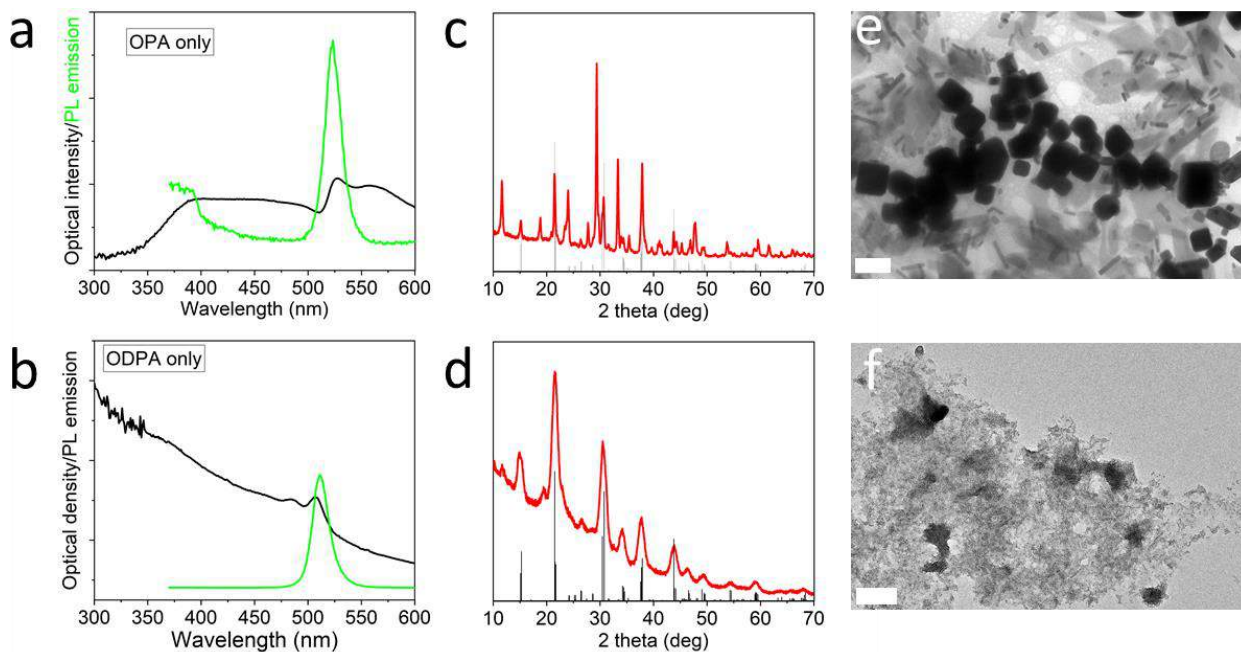 a
OPA only
Optical intensity/PL emission
300 350 400 450 500 550 600
Wavelength (nm)
c
10 20 30 40 50 60 70
2 theta (deg)
e
b
ODPA only
Optical density/PL emission
300 350 400 450 500 550 600
Wavelength (nm)
d
10 20 30 40 50 60 70
2 theta (deg)
f